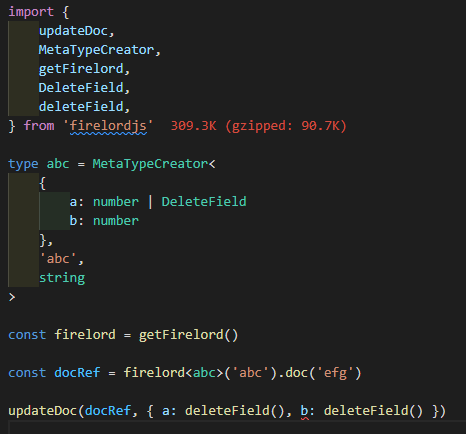 import {
    updateDoc,
    MetaTypeCreator,
    getFirelord,
    DeleteField,
    deleteField,
} from 'firelordjs'  309.3K (gzipped: 90.7K)
type abc = MetaTypeCreator<
    {
        a: number | DeleteField
        b: number
    },
    'abc',
    string
>
const firelord = getFirelord()
const docRef = firelord<abc>('abc').doc('efg')
updateDoc(docRef, { a: deleteField(), b: deleteField() })